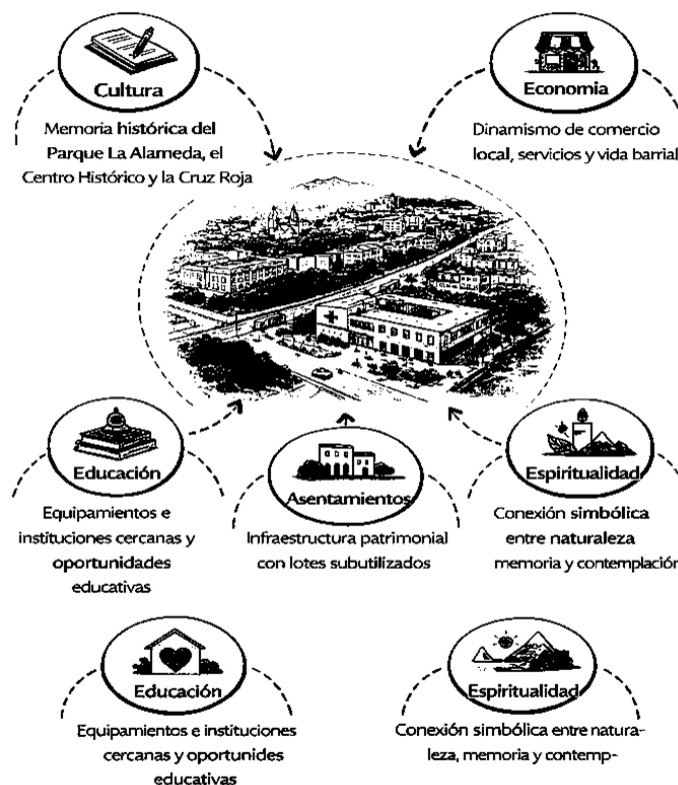 Cultura
Memoria histórica del
Parque La Alameda, el
Centro Histórico y la Cruz Roja
Economia
Dinamismo de comercio
local, servicios y vida barrial
Educación
Equipamientos e
instituciones cercanas y
oportunidades
educativas
Asentamientos
Infraestructura patrimonial
con lotes subutilizados
Espiritualidad
Conexión simbólica
entre naturaleza
memoria y contemplación
Educación
Equipamientos e instituciones
cercanas y oportunides
educativas
Espiritualidad
Conexión simbólica entre natura-
leza, memoria y contemp-